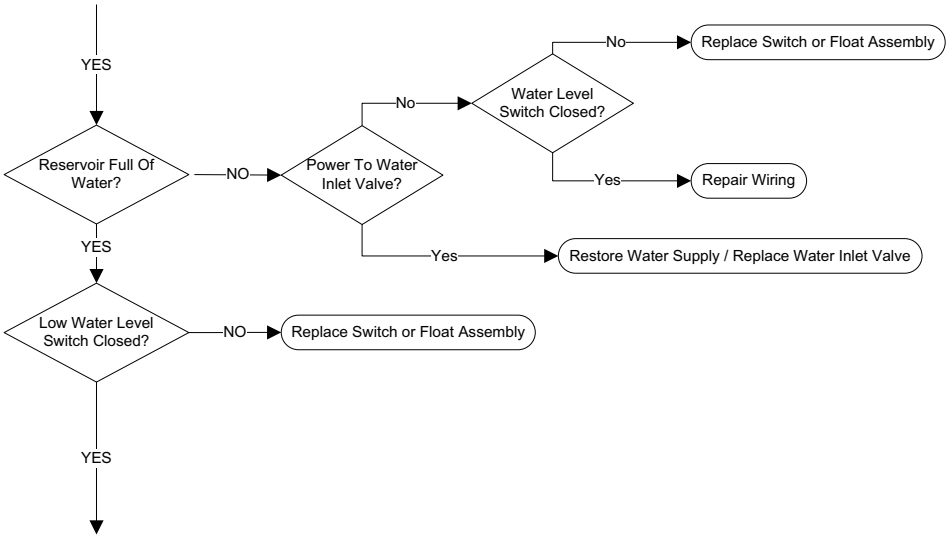 YES
No
Replace Switch or Float Assembly
Water Level
Switch Closed?
No
Reservoir Full Of
Water?
NO
Power To Water
Inlet Valve?
Yes
Repair Wiring
YES
Yes
Restore Water Supply / Replace Water Inlet Valve
Low Water Level
Switch Closed?
NO
Replace Switch or Float Assembly
YES